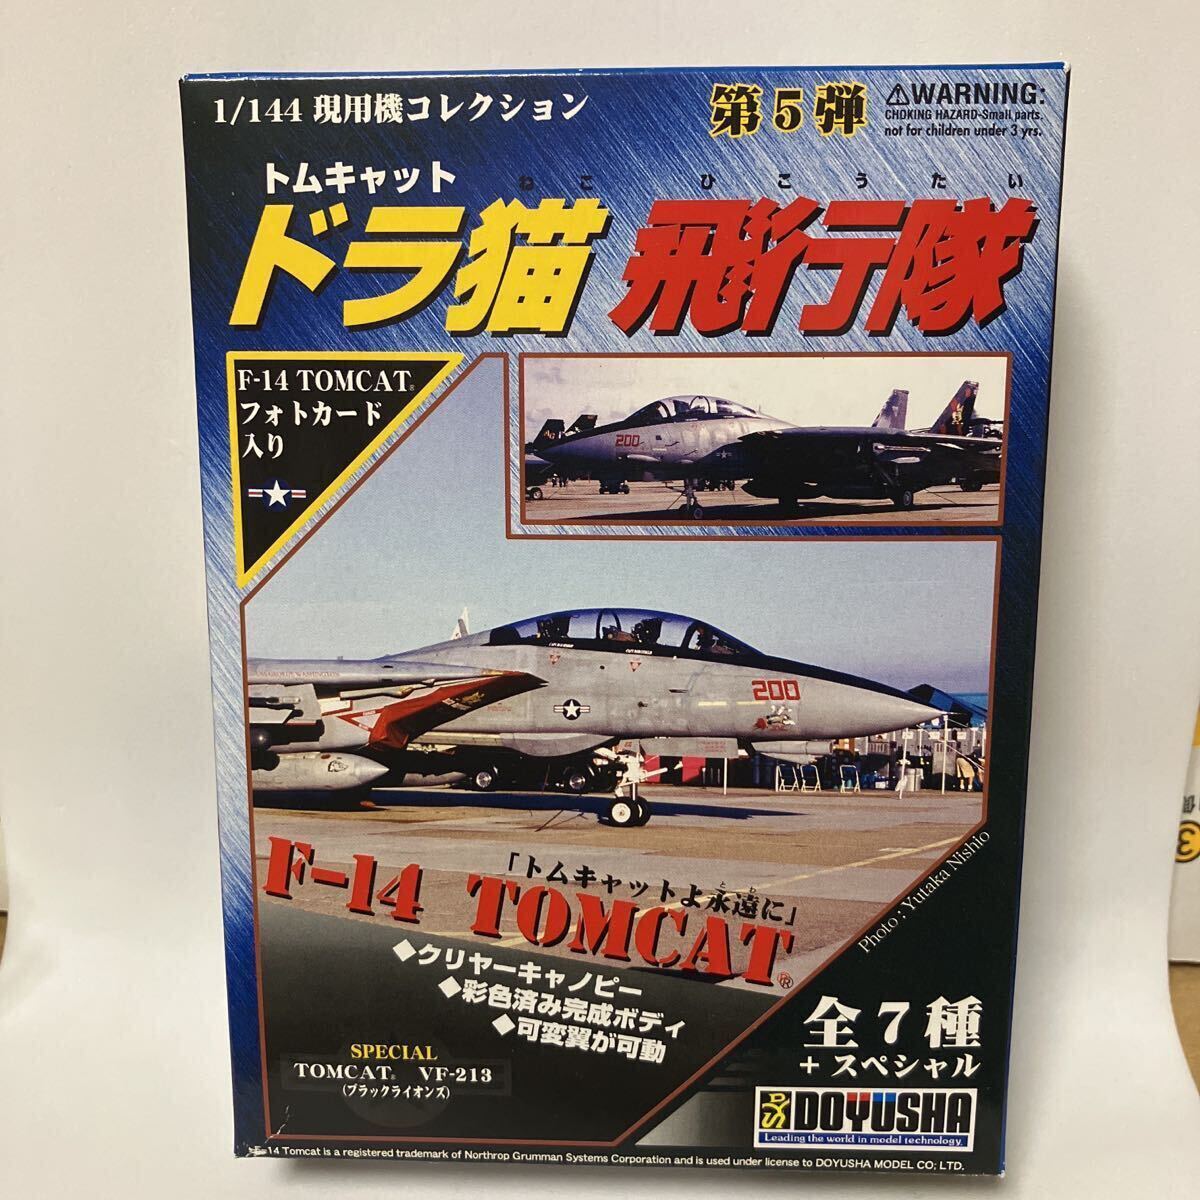 1/144 現用機コレクション
第5弾
⚠WARNING:
CHOKING HAZARD-Small parts.
not for children under 3 yrs.
トムキャット
ねこ ひこうたい
ドラ猫 飛行隊
F-14 TOMCAT®
フォトカード
入り
AG
200
200
「トムキャットよ永遠に」
とわ
F-14 TOMCAT®
◆クリヤーキャノピー
◆彩色済み完成ボディ
◆可変翼が可動
Photo : Yutaka Nishio
SPECIAL
TOMCAT® VF-213
(ブラックライオンズ)
全7種
+スペシャル
DYS DOYUSHA
Leading the world in model technology.
F-14 Tomcat is a registered trademark of Northrop Grumman Systems Corporation and is used under license to DOYUSHA MODEL CO; LTD.
3